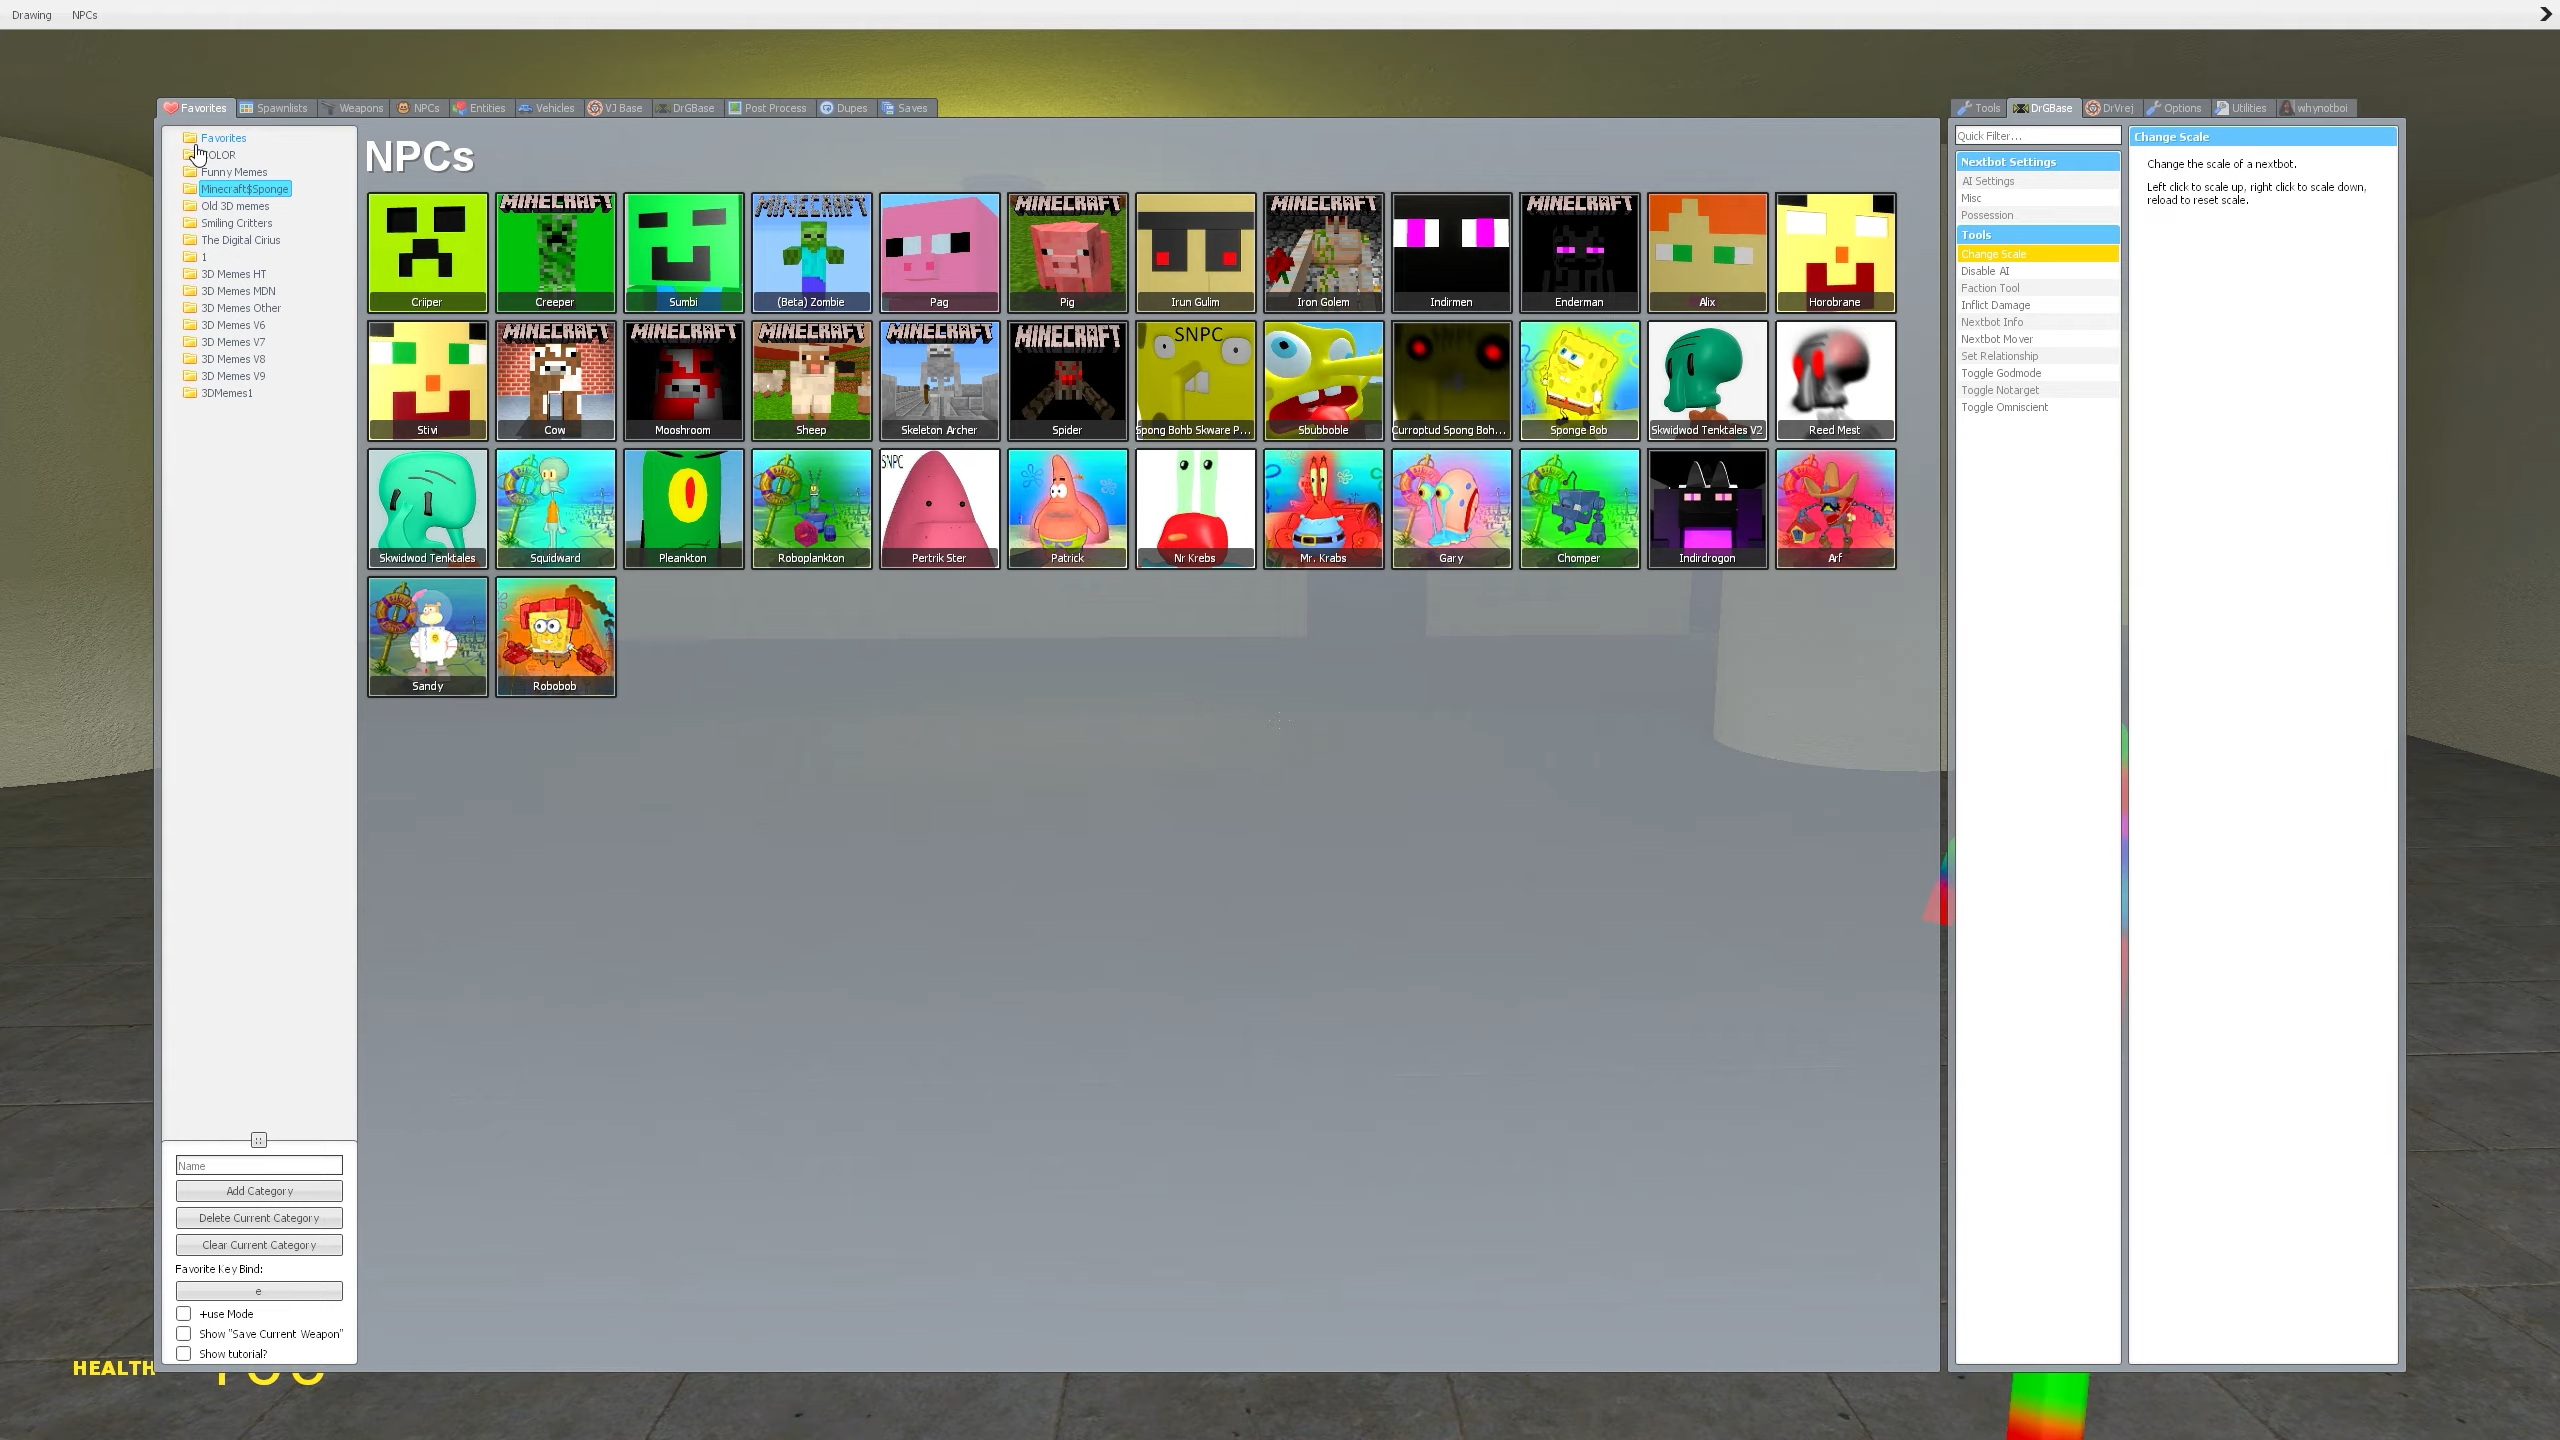 Drawing NPCs
Favorites Spawnlists Weapons NPCs Entities Vehicles VJ Base DrGBase Post Process Dupes Saves
Favorites
OLOR
Funny Memes
Minecraft$Sponge
Old 3D memes
Smiling Critters
The Digital Cirius
1
3D Memes HT
3D Memes MDN
3D Memes Other
3D Memes V6
3D Memes V7
3D Memes V8
3D Memes V9
3DMemes1
Name
Add Category
Delete Current Category
Clear Current Category
Favorite Key Bind:
e
+use Mode
Show "Save Current Weapon"
Show tutorial?
HEALTH
NPCs
MINECRAFT MINECRAFT MINECRAFT MINECRAFT MINECRAFT
Criiper Creeper Sumbi (Beta) Zombie Pag Pig Irun Gulim Iron Golem Indirmen Enderman Alix Horobrane
MINECRAFT MINECRAFT MINECRAFT MINECRAFT MINECRAFT SNPC
Stivi Cow Mooshroom Sheep Skeleton Archer Spider Spong Bohb Skware P... Sbubboble Curroptud Spong Boh... Sponge Bob Skwidwod Tenktales V2 Reed Mest
SNPC
Skwidwod Tenktales Squidward Pleankton Roboplankton Pertrik Ster Patrick Nr Krebs Mr. Krabs Gary Chomper Indirdrogon Arf
Sandy Robobob
Tools DrGBase DrVrej Options Utilities whynotboi
Quick Filter...
Nextbot Settings
AI Settings
Misc
Possession
Tools
Change Scale
Disable AI
Faction Tool
Inflict Damage
Nextbot Info
Nextbot Mover
Set Relationship
Toggle Godmode
Toggle Notarget
Toggle Omniscient
Change Scale
Change the scale of a nextbot.
Left click to scale up, right click to scale down,
reload to reset scale.